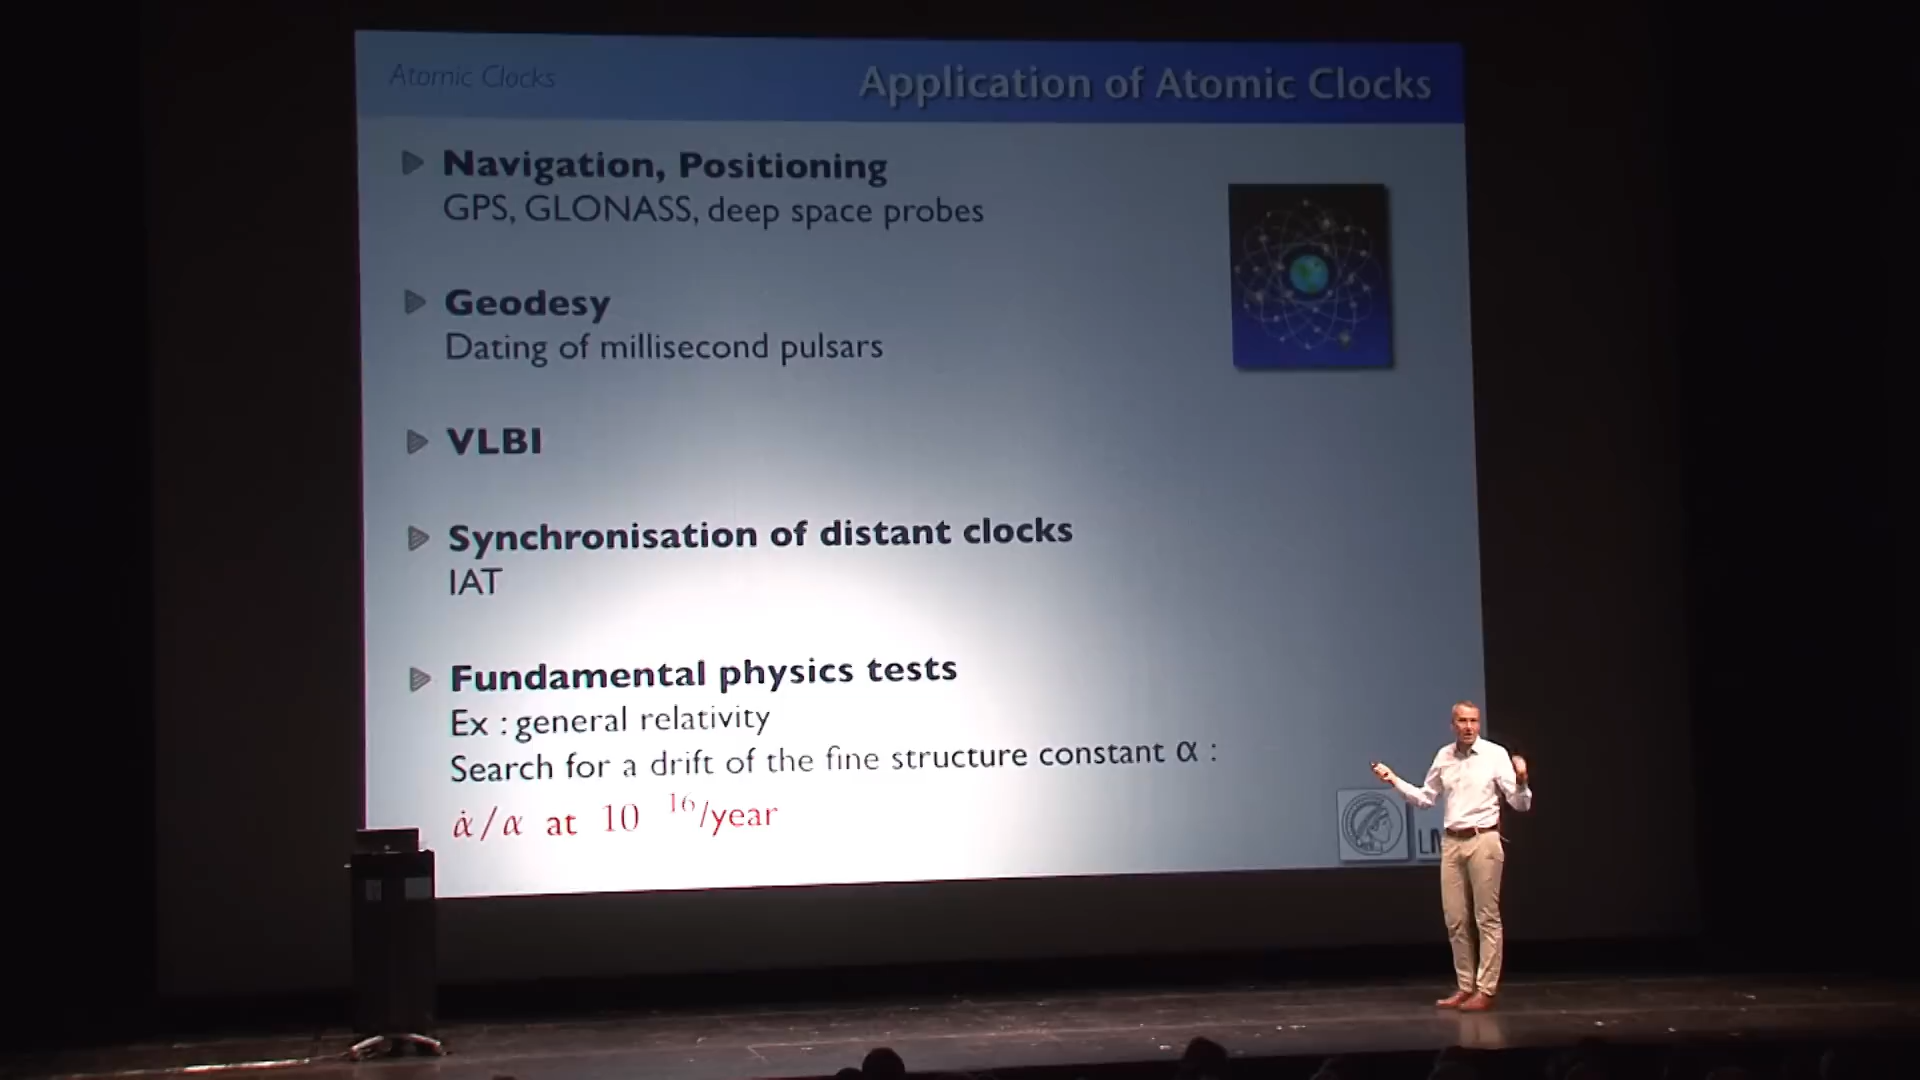 Atomic Clocks
Application of Atomic Clocks
Navigation, Positioning
GPS, GLONASS, deep space probes
Geodesy
Dating of millisecond pulsars
VLBI
Synchronisation of distant clocks
IAT
Fundamental physics tests
Ex : general relativity
Search for a drift of the fine structure constant α :
α̇/α at 10 16/year